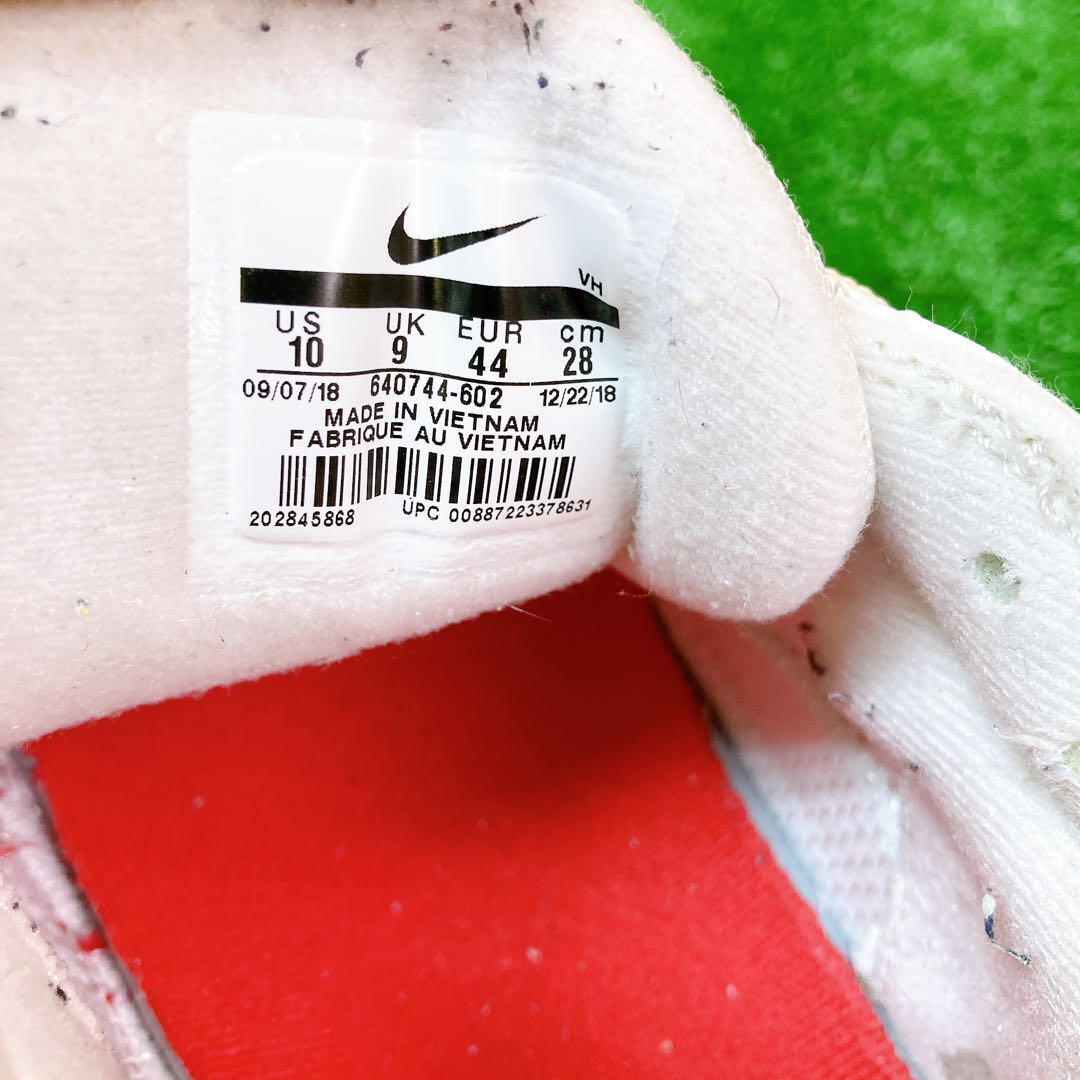 VH
US UK EUR cm
10 9 44 28
09/07/18 640744-602 12/22/18
MADE IN VIETNAM
FABRIQUE AU VIETNAM
202845868 UPC 00887223378631